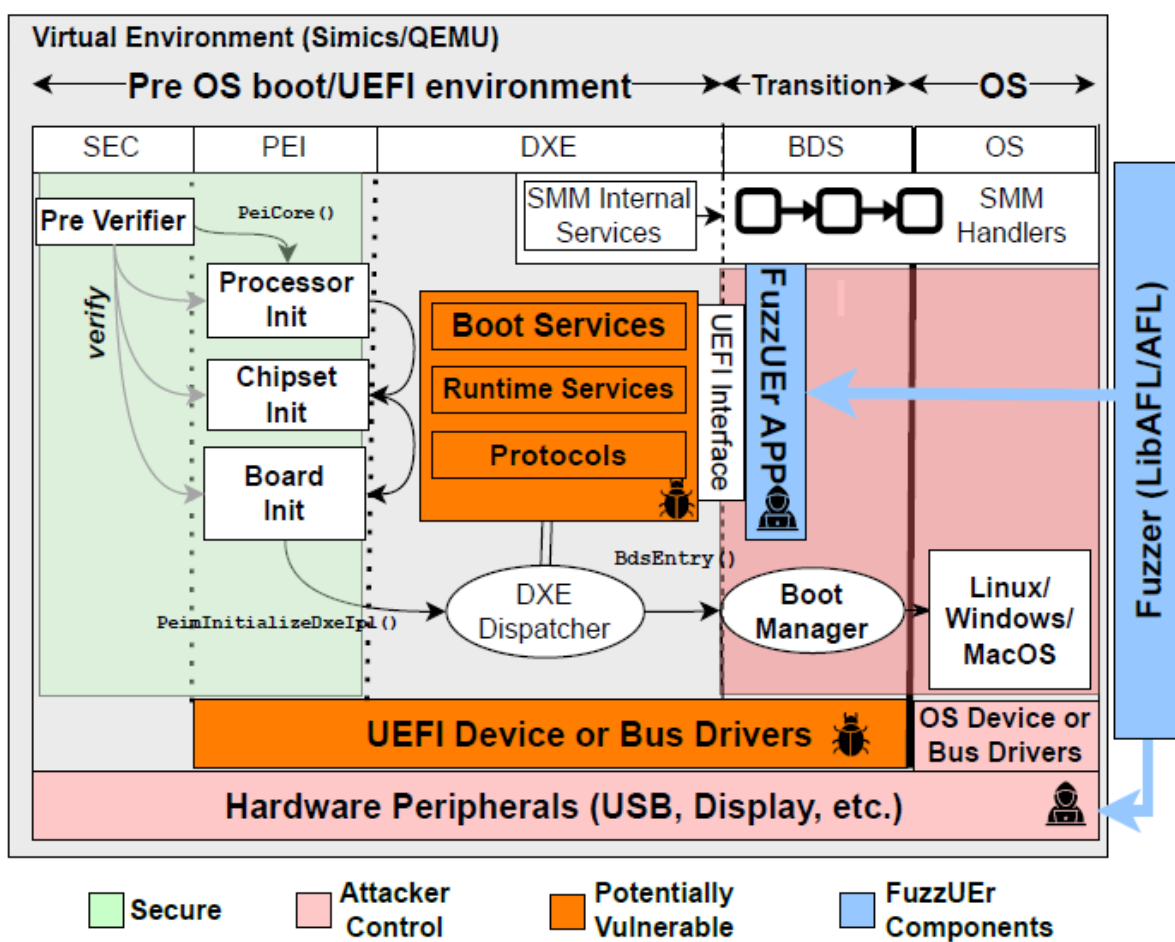 Virtual Environment (Simics/QEMU)
Pre OS boot/UEFI environment
Transition
OS
SEC
PEI
DXE
BDS
OS
Pre Verifier
PeiCore()
SMM Internal
Services
SMM
Handlers
verify
Processor
Init
Chipset
Init
Board
Init
Boot Services
Runtime Services
Protocols
UEFI Interface
FuzzUEr APP
Fuzzer (LibAFL/AFL)
BdsEntry()
PeimInitializeDxeIpl()
DXE
Dispatcher
Boot
Manager
Linux/
Windows/
MacOS
UEFI Device or Bus Drivers
OS Device or
Bus Drivers
Hardware Peripherals (USB, Display, etc.)
Secure
Attacker
Control
Potentially
Vulnerable
FuzzUEr
Components